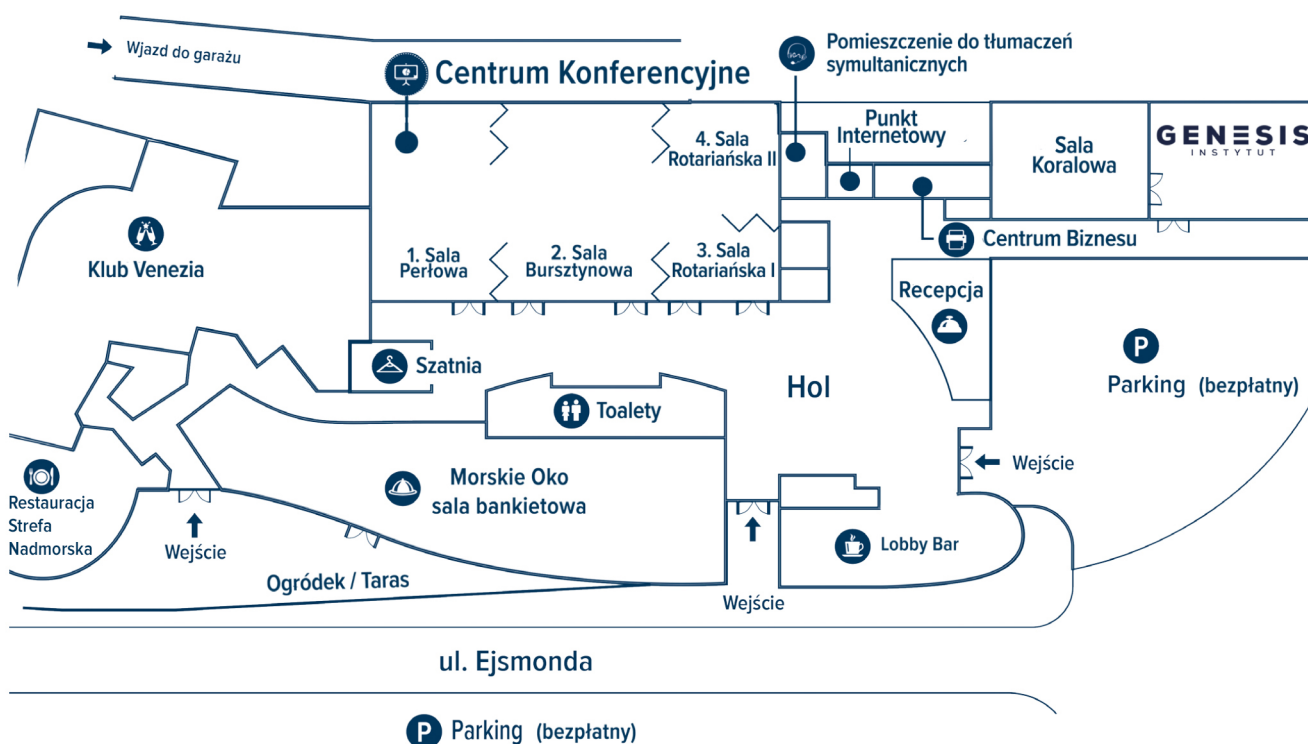 Wjazd do garażu
Centrum Konferencyjne
Pomieszczenie do tłumaczeń
symultanicznych
Punkt
Internetowy
4. Sala
Rotariańska II
Sala
Koralowa
GENESIS
INSTYTUT
Klub Venezia
1. Sala
Perłowa
2. Sala
Bursztynowa
3. Sala
Rotariańska I
Centrum Biznesu
Recepcja
Szatnia
Hol
P
Parking (bezpłatny)
Toalety
Wejście
Morskie Oko
sala bankietowa
Restauracja
Strefa
Nadmorska
Wejście
Lobby Bar
Ogródek / Taras
Wejście
ul. Ejsmonda
P Parking (bezpłatny)